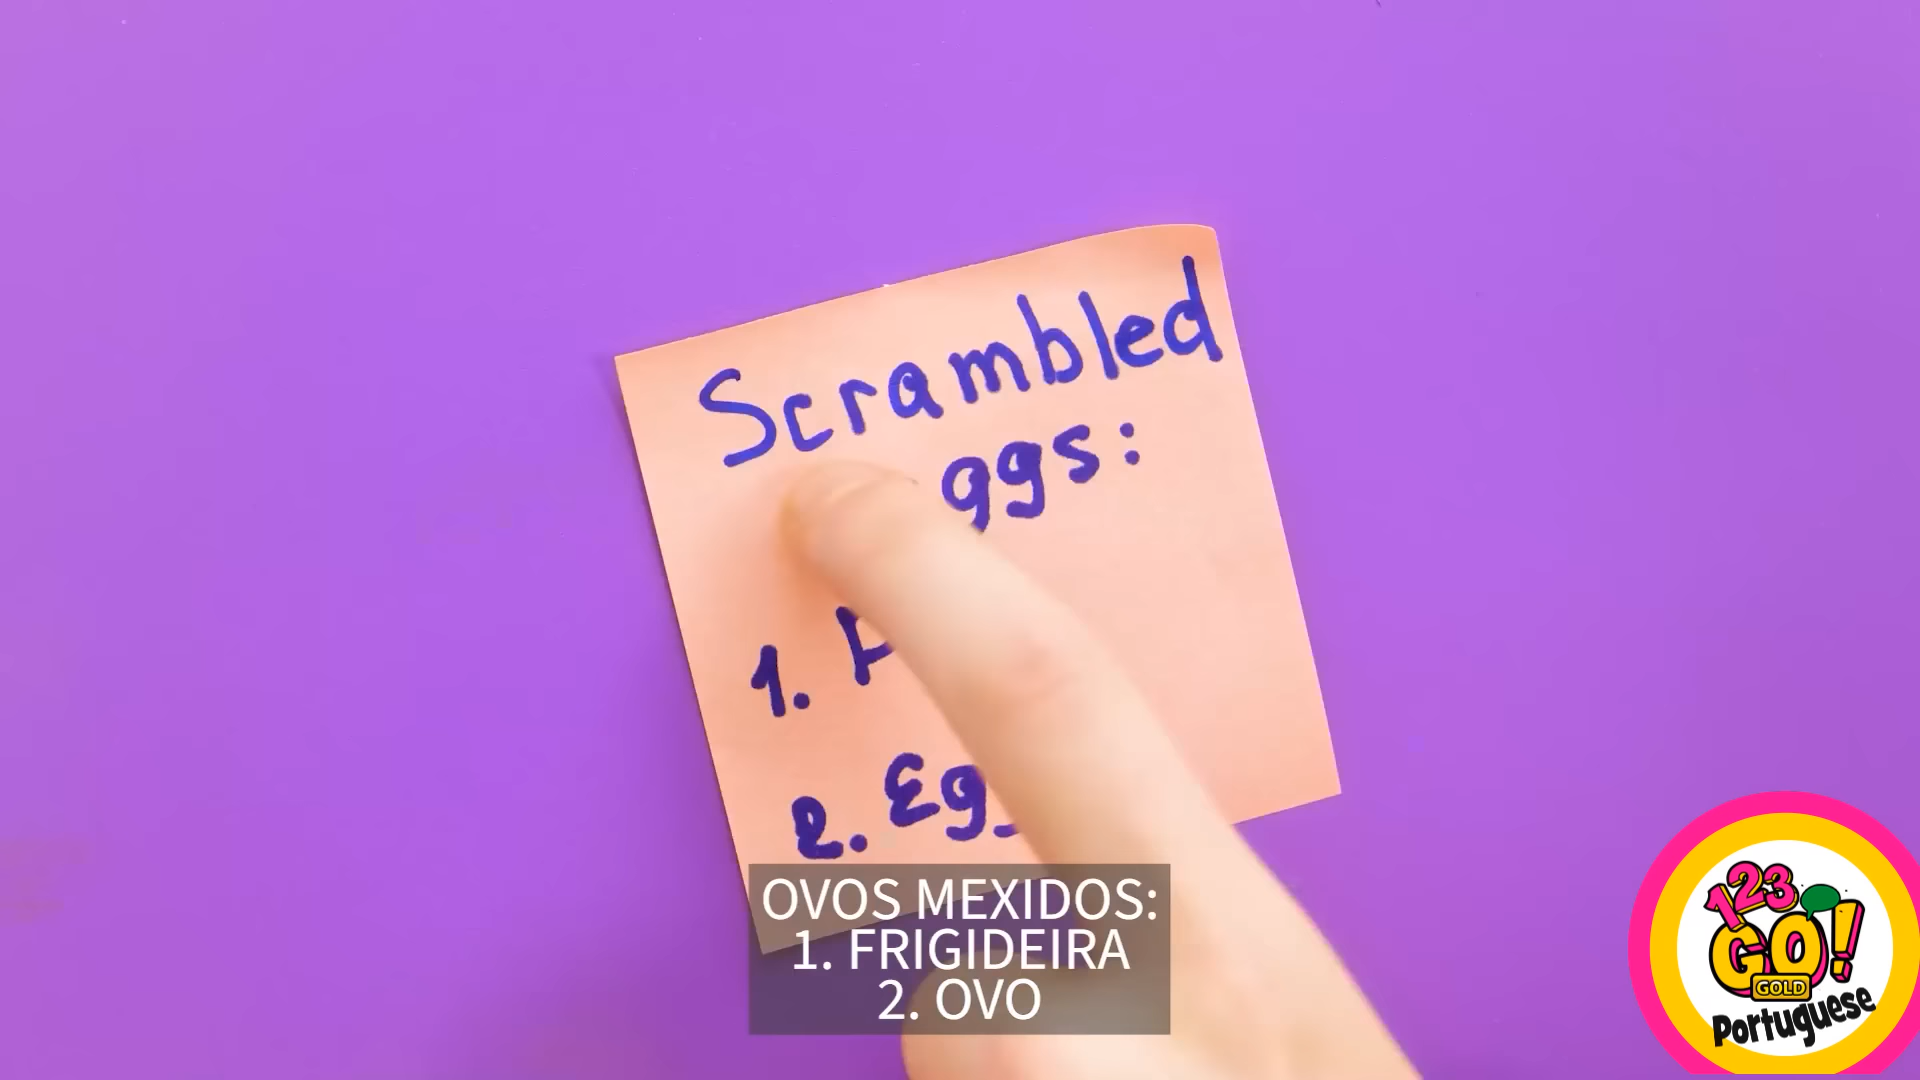 Scrambled
ggs:
1.
2. Eg
OVOS MEXIDOS:
1. FRIGIDEIRA
2. OVO
123
GO!
GOLD
Portuguese